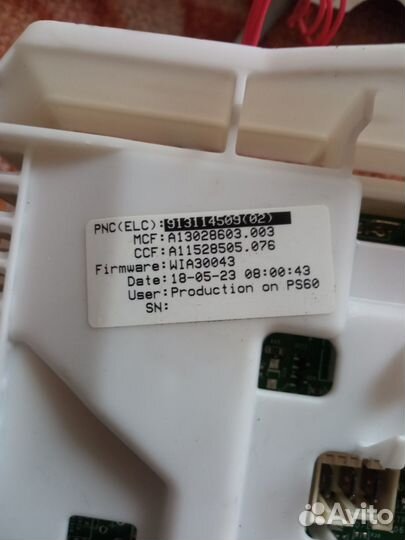 PNC(ELC):913114509(02)
MCF:A13028603.003
CCF:A11528505.076
Firmware:WIA30043
Date:18-05-23 08:00:43
User:Production on PS60
SN:
Avito